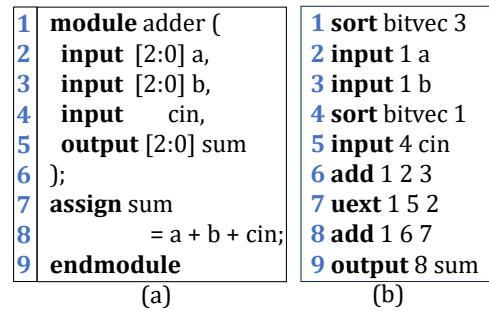 1 module adder (
2 input [2:0] a,
3 input [2:0] b,
4 input cin,
5 output [2:0] sum
6 );
7 assign sum
8 = a + b + cin;
9 endmodule
(a)
1 sort bitvec 3
2 input 1 a
3 input 1 b
4 sort bitvec 1
5 input 4 cin
6 add 1 2 3
7 uext 1 5 2
8 add 1 6 7
9 output 8 sum
(b)